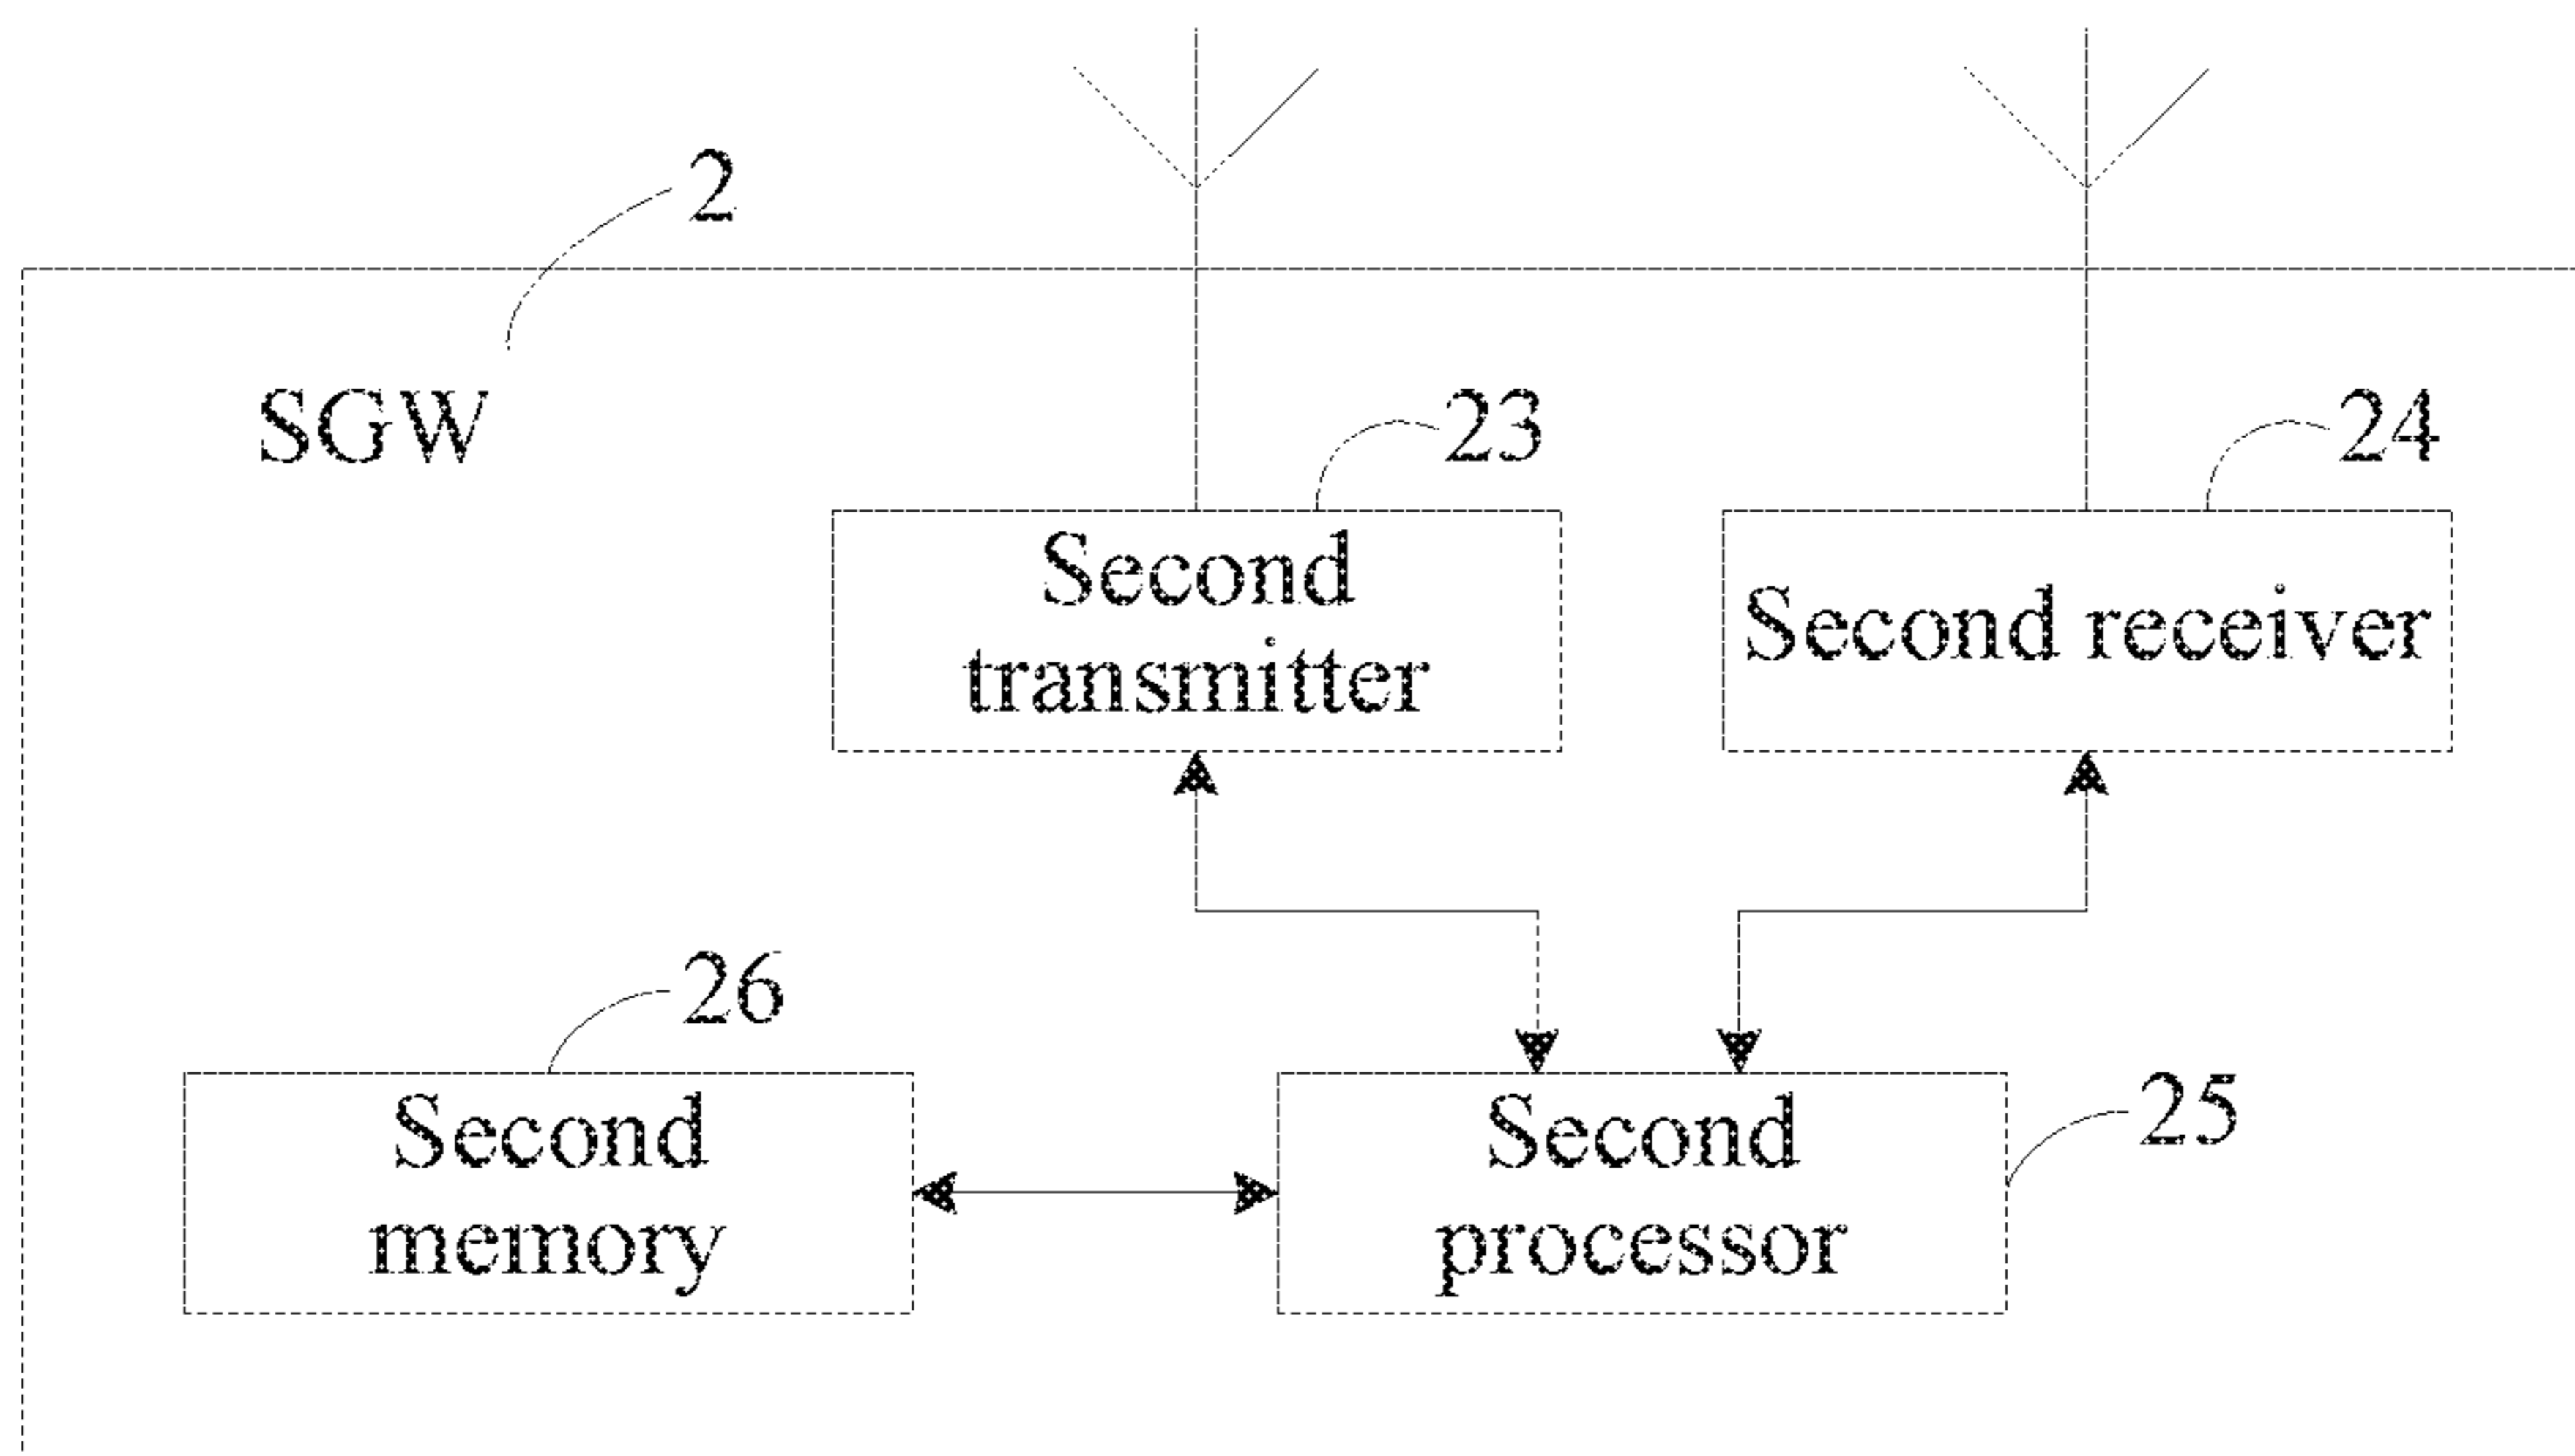 2
SGW
23
24
Second
transmitter
Second receiver
26
Second
memory
Second
processor
25